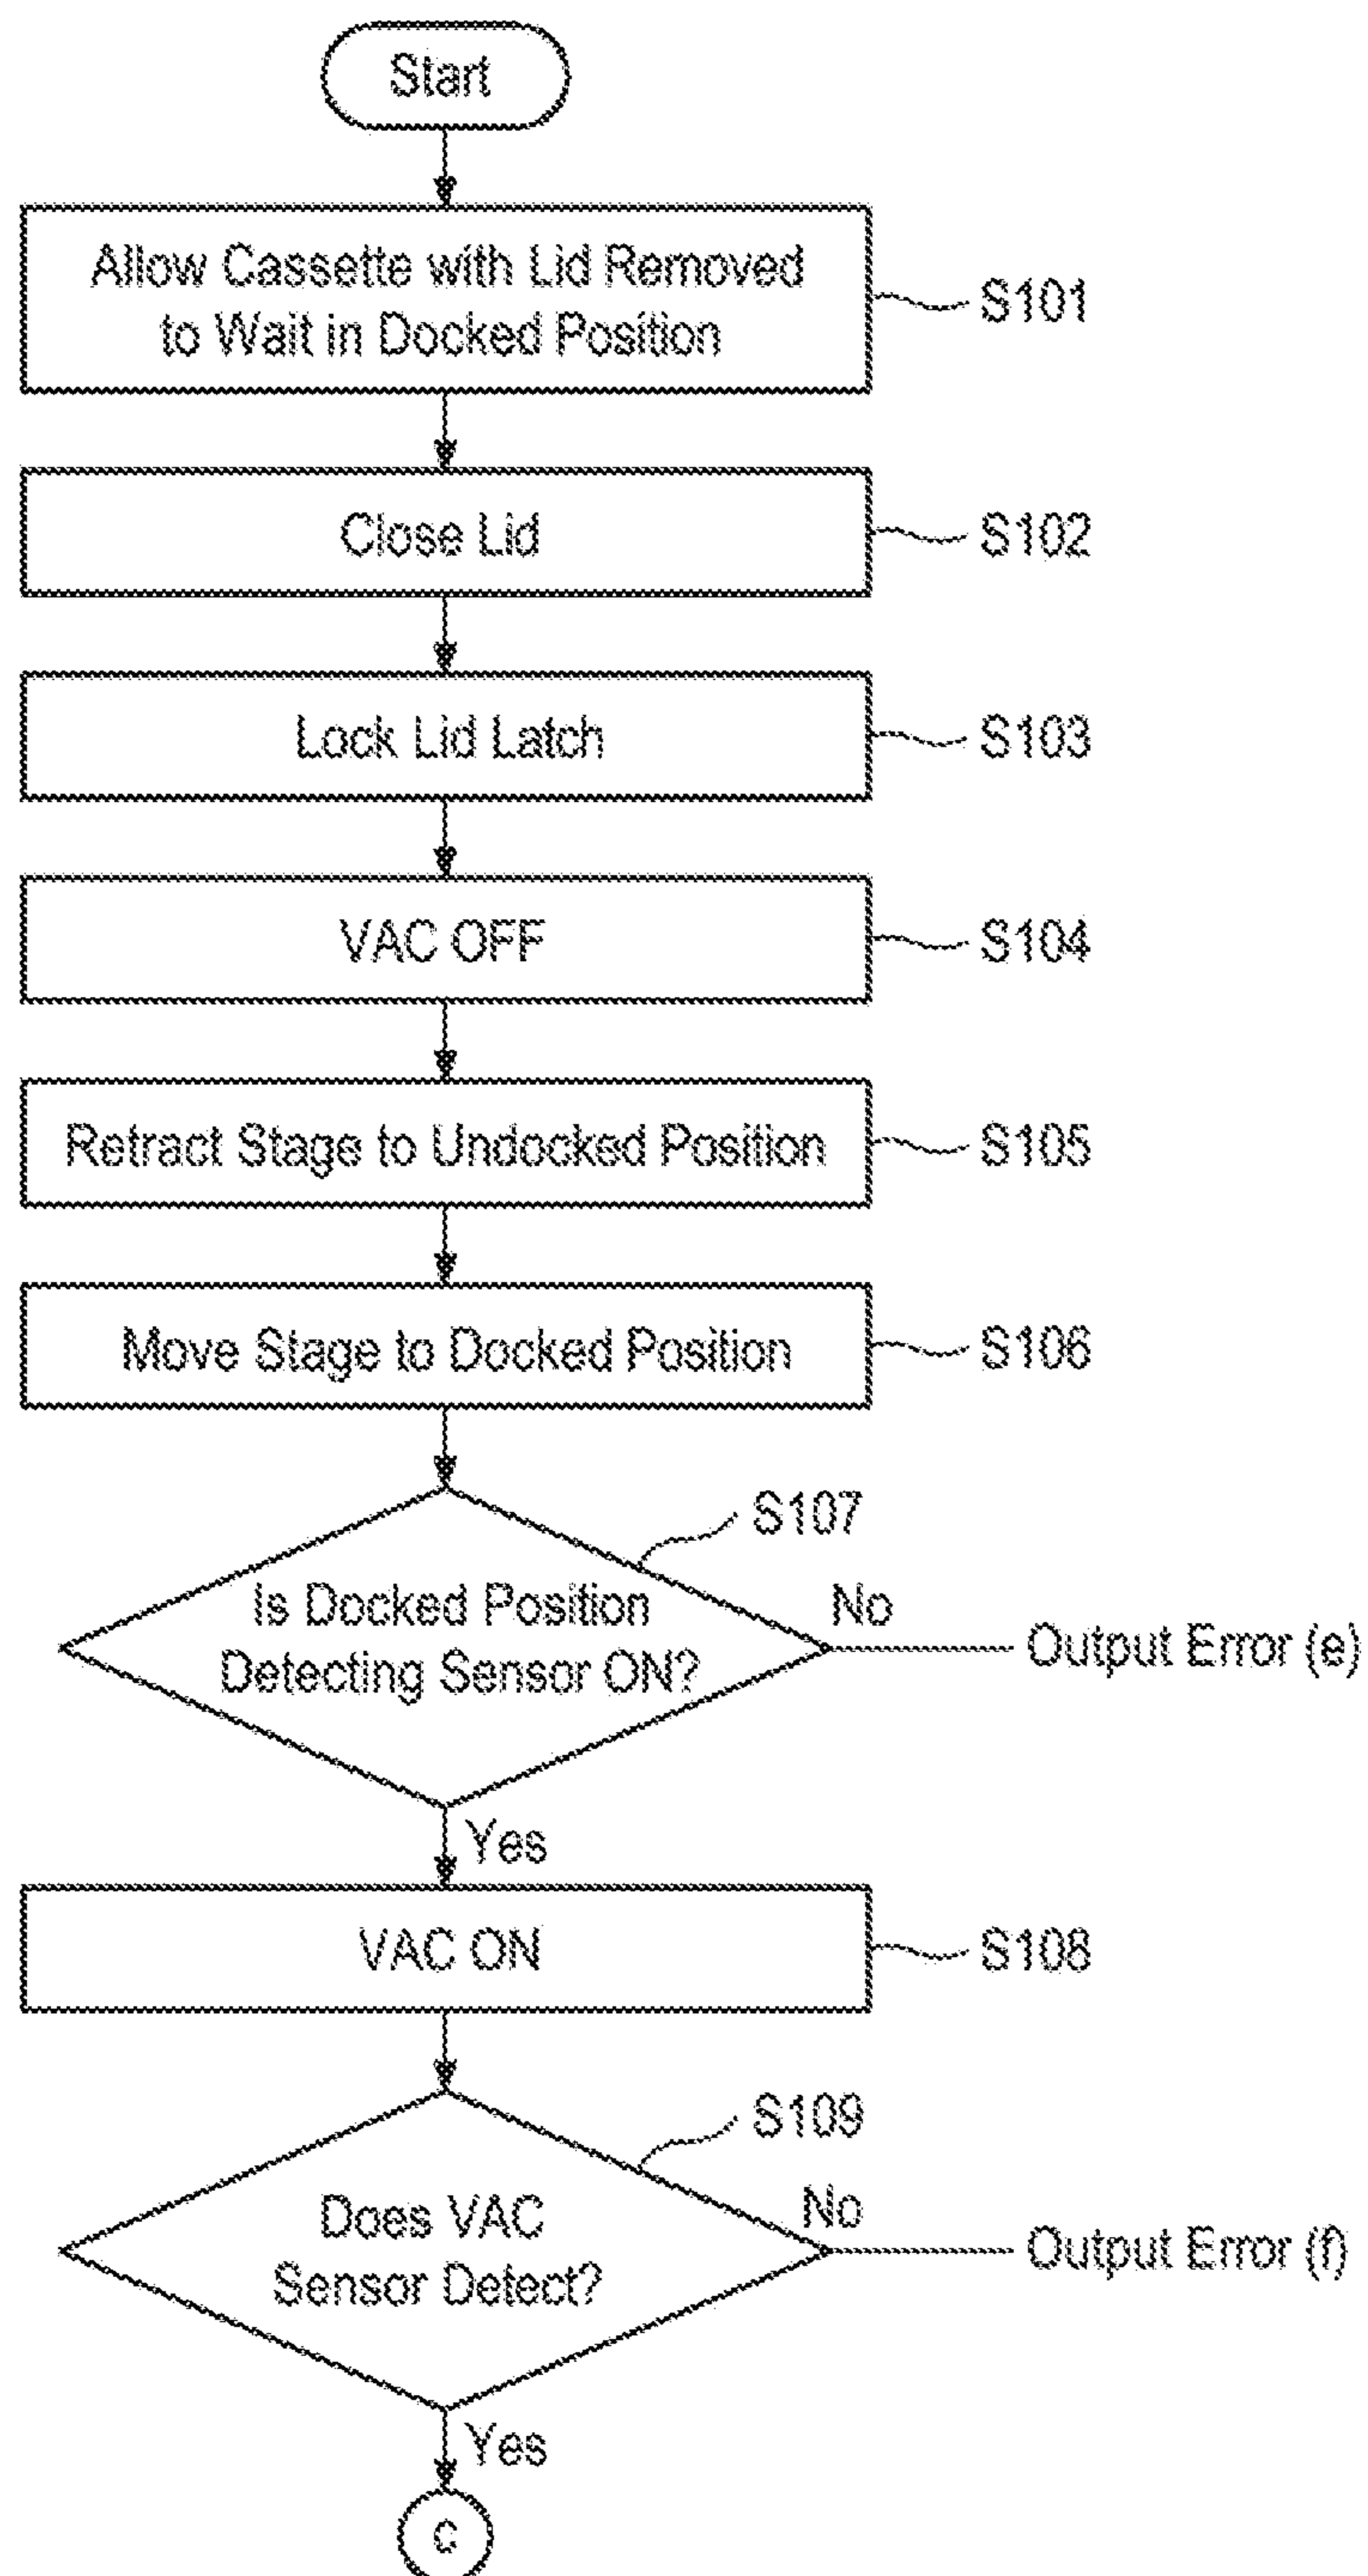 Start
Allow Cassette with Lid Removed
to Wait in Docked Position
S101
Close Lid
S102
Lock Lid Latch
S103
VAC OFF
S104
Retract Stage to Undocked Position
S105
Move Stage to Docked Position
S106
S107
Is Docked Position
Detecting Sensor ON?
No
Output Error (e)
Yes
VAC ON
S108
S109
Does VAC
Sensor Detect?
No
Output Error (f)
Yes
c